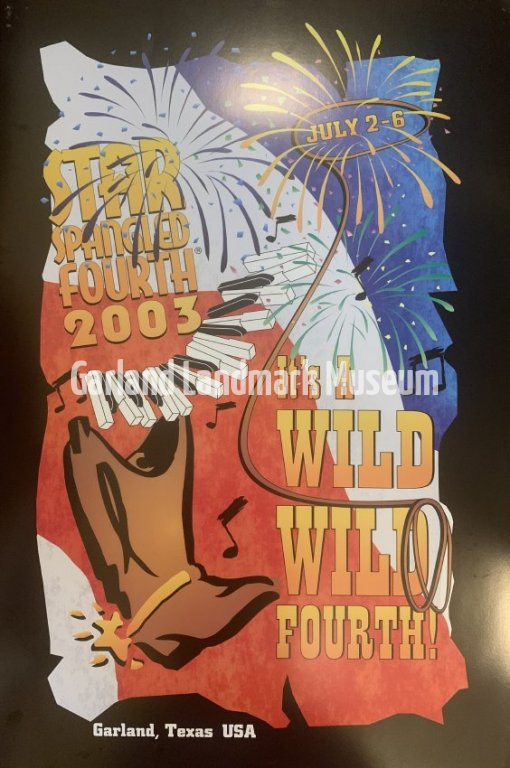 JULY 2-6
STAR
SPANGLED
FOURTH ®
2003
Garland Landmark Museum
It's A
WILD
WILD
FOURTH!
Garland, Texas USA